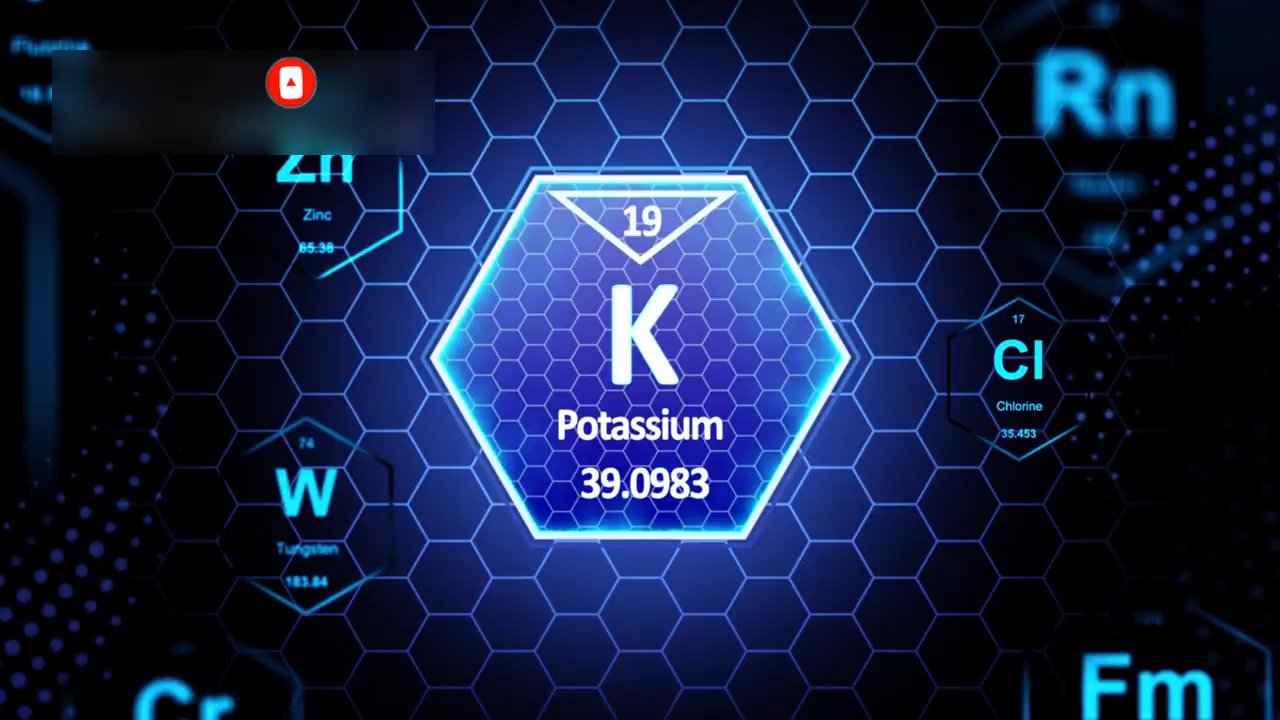 Rn
Zn
Zinc
65.38
19
K
Potassium
39.0983
17
Cl
Chlorine
35.453
74
W
Tungsten
183.84
Cr
Fm